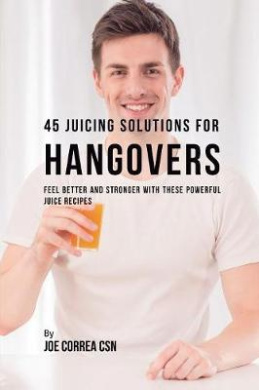 45 JUICING SOLUTIONS FOR
HANGOVERS
FEEL BETTER AND STRONGER WITH THESE POWERFUL
JUICE RECIPES
By
JOE CORREA CSN